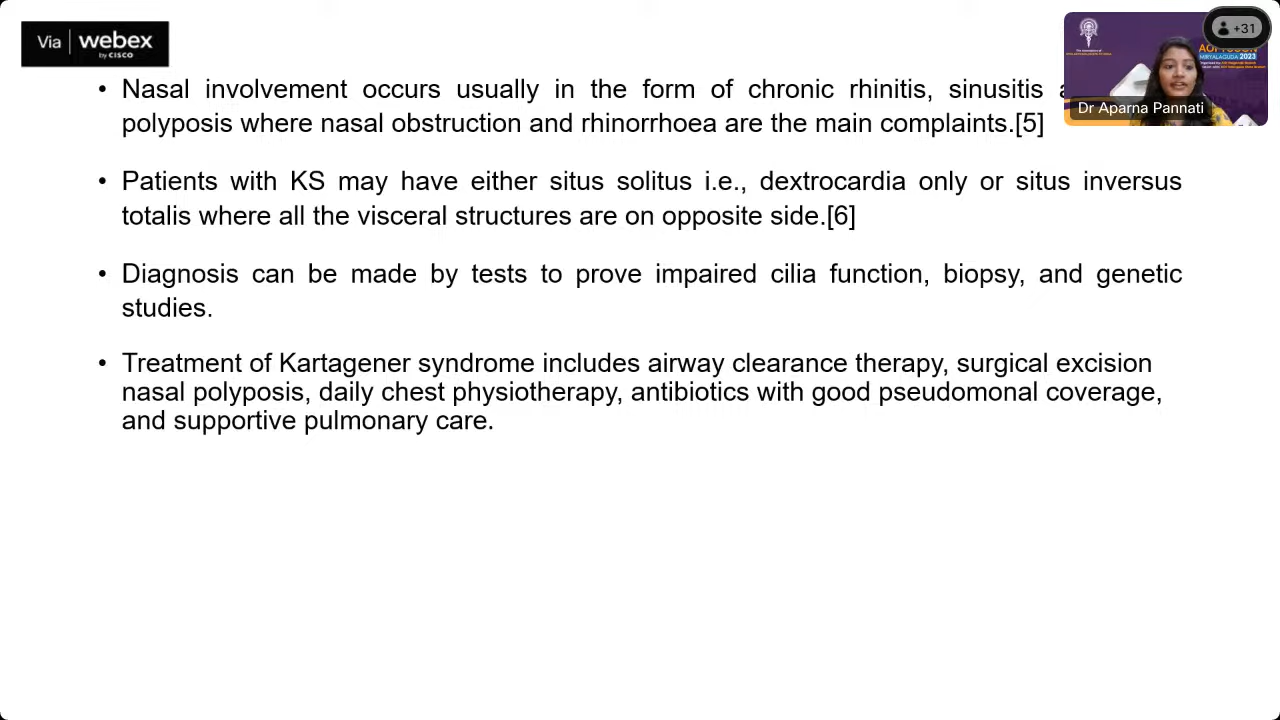 Via webex
by CISCO
+31
Dr Aparna Pannati
• Nasal involvement occurs usually in the form of chronic rhinitis, sinusitis
polyposis where nasal obstruction and rhinorrhoea are the main complaints.[5]
• Patients with KS may have either situs solitus i.e., dextrocardia only or situs inversus
totalis where all the visceral structures are on opposite side.[6]
• Diagnosis can be made by tests to prove impaired cilia function, biopsy, and genetic
studies.
• Treatment of Kartagener syndrome includes airway clearance therapy, surgical excision
nasal polyposis, daily chest physiotherapy, antibiotics with good pseudomonal coverage,
and supportive pulmonary care.